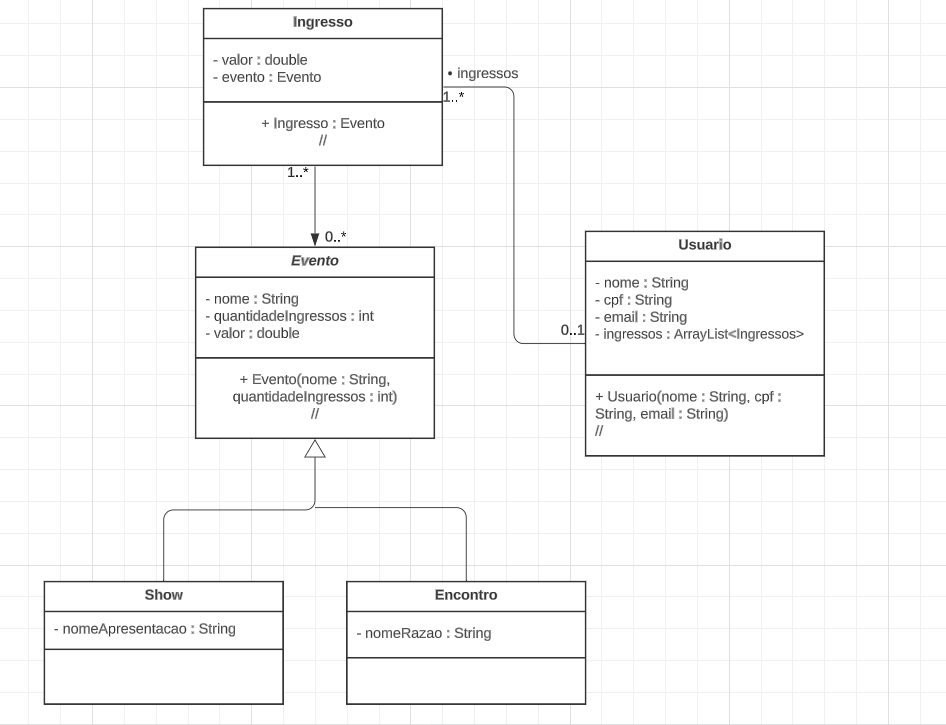 Ingresso
- valor : double
- evento : Evento
+ Ingresso : Evento
//
• ingressos
1..*
1..*
0..*
Evento
- nome : String
- quantidadeIngressos : int
- valor : double
+ Evento(nome : String,
quantidadeIngressos : int)
//
Usuario
- nome : String
- cpf : String
- email : String
- ingressos : ArrayList<Ingressos>
0..1
+ Usuario(nome : String, cpf :
String, email : String)
//
Show
- nomeApresentacao : String
Encontro
- nomeRazao : String